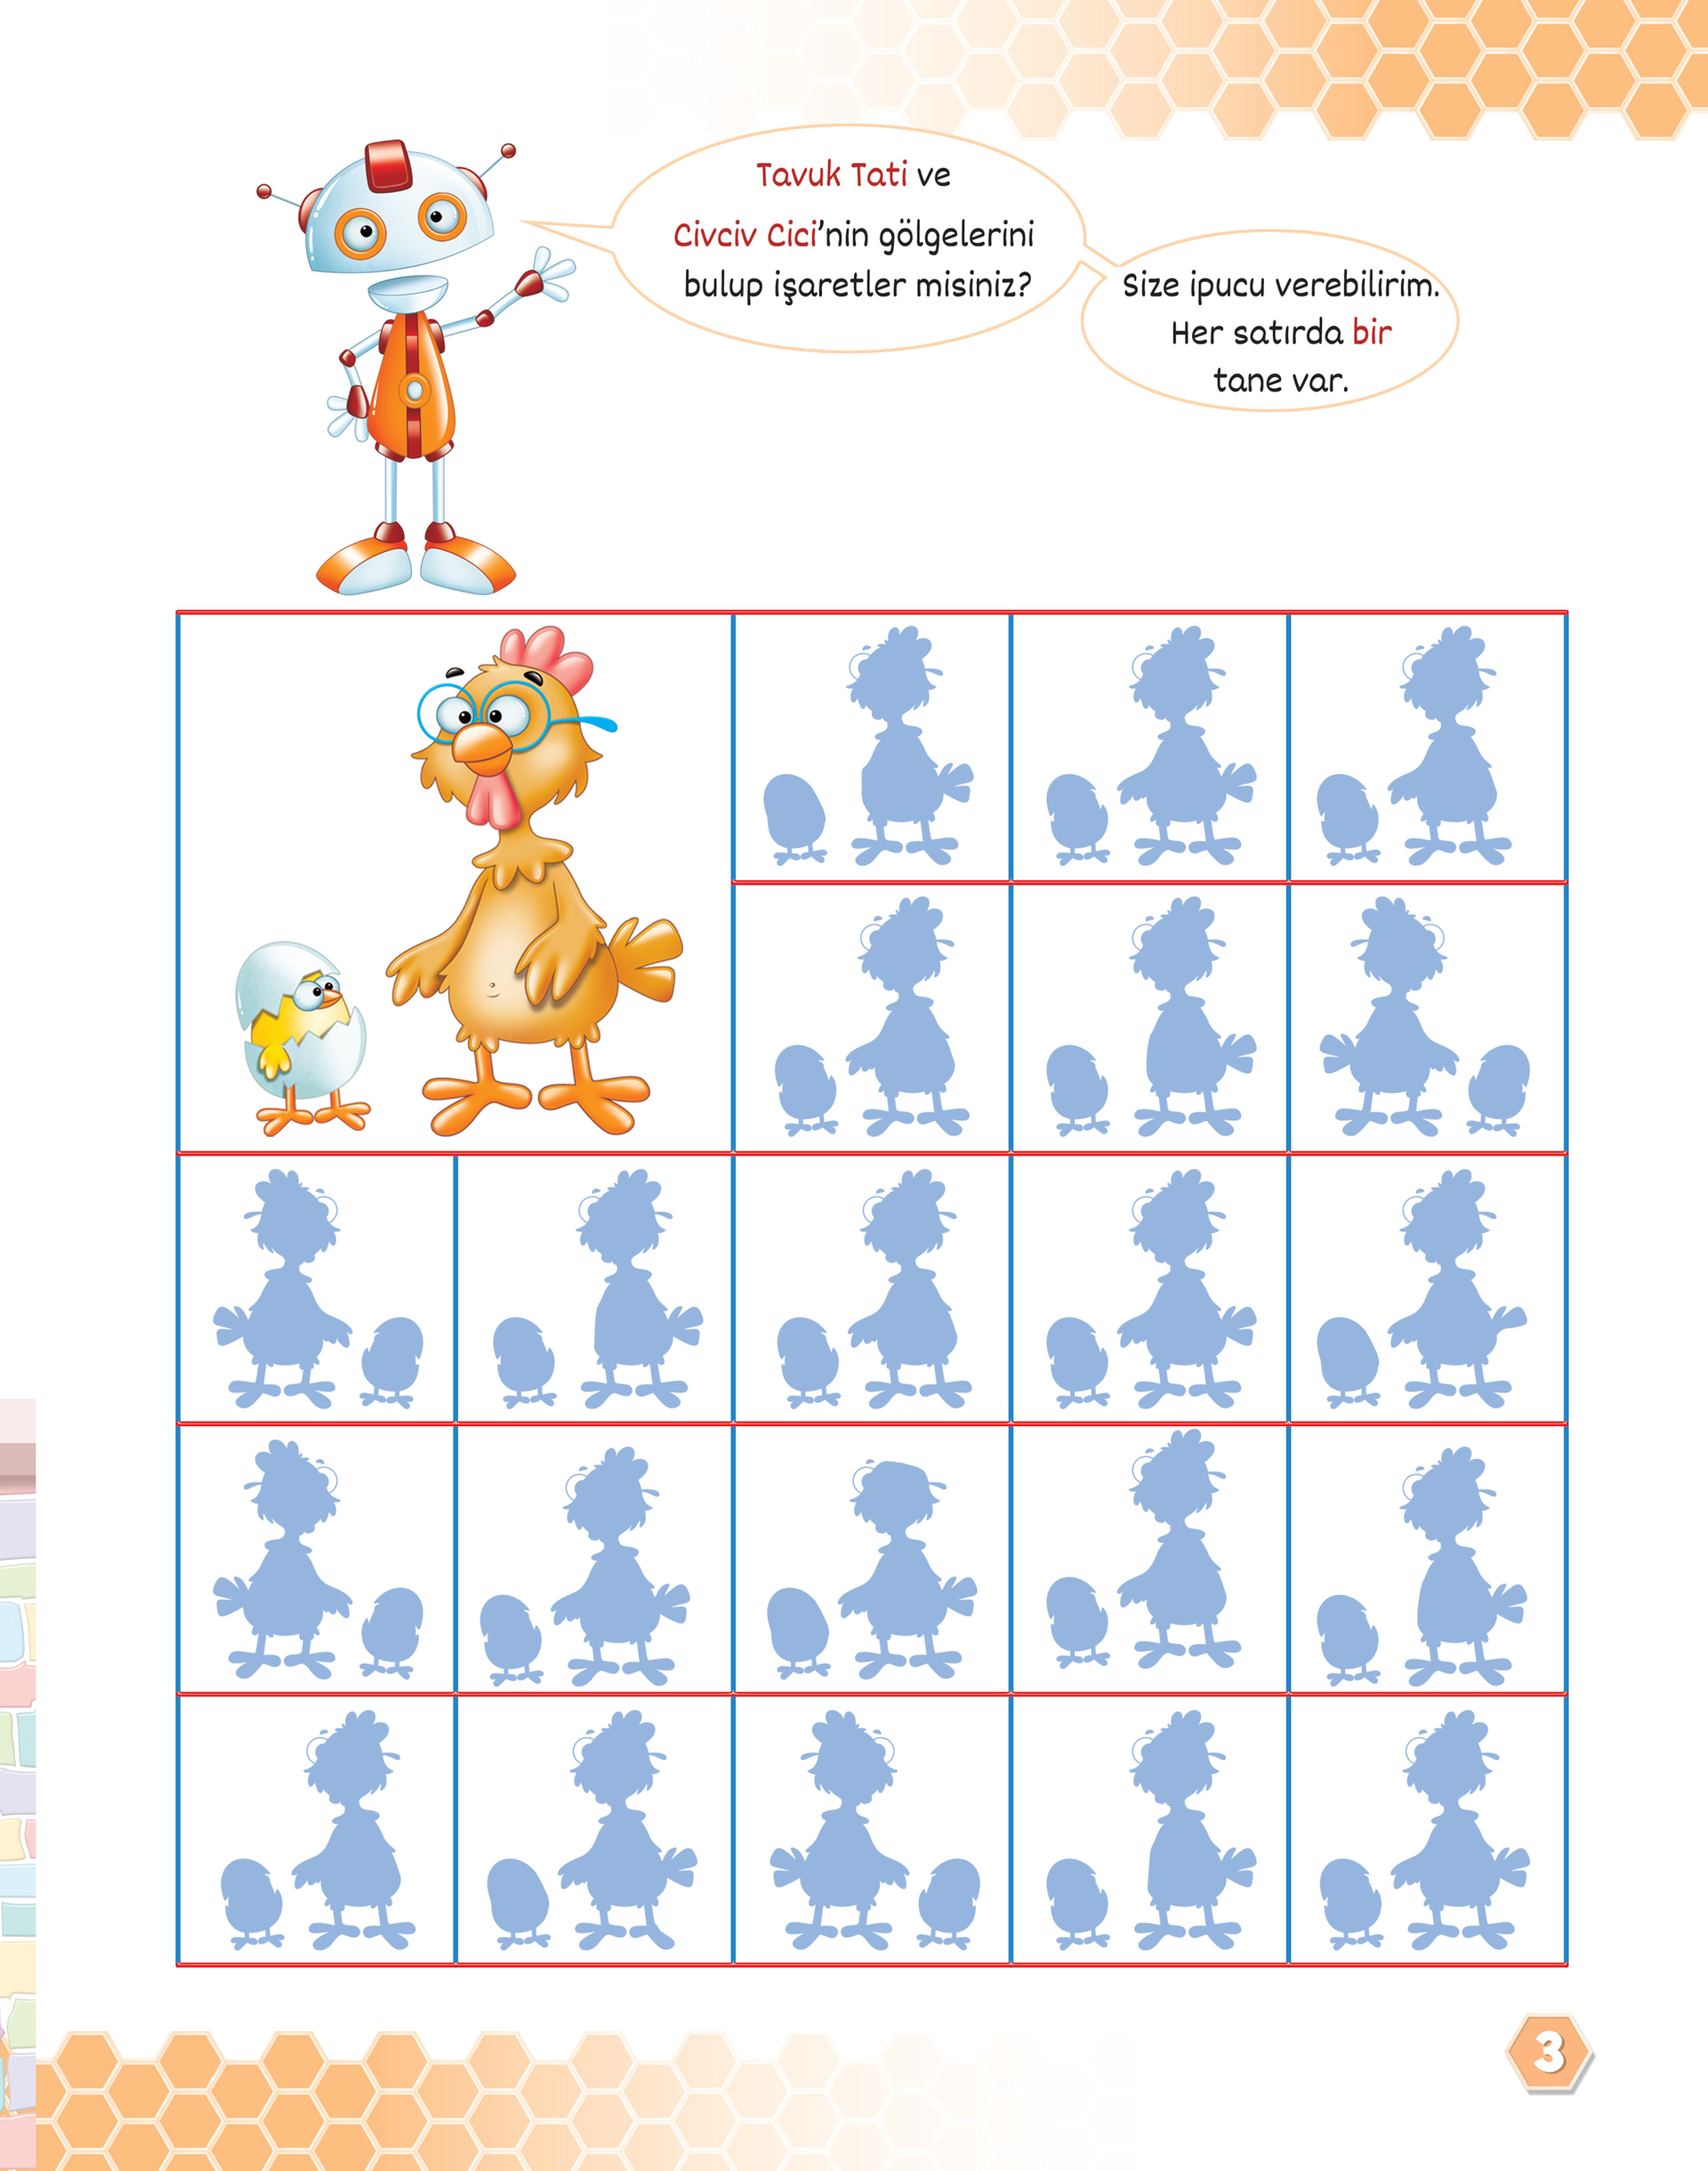 Tavuk Tati ve
Civciv Cici’nin gölgelerini
bulup işaretler misiniz?
Size ipucu verebilirim.
Her satırda bir
tane var.
3